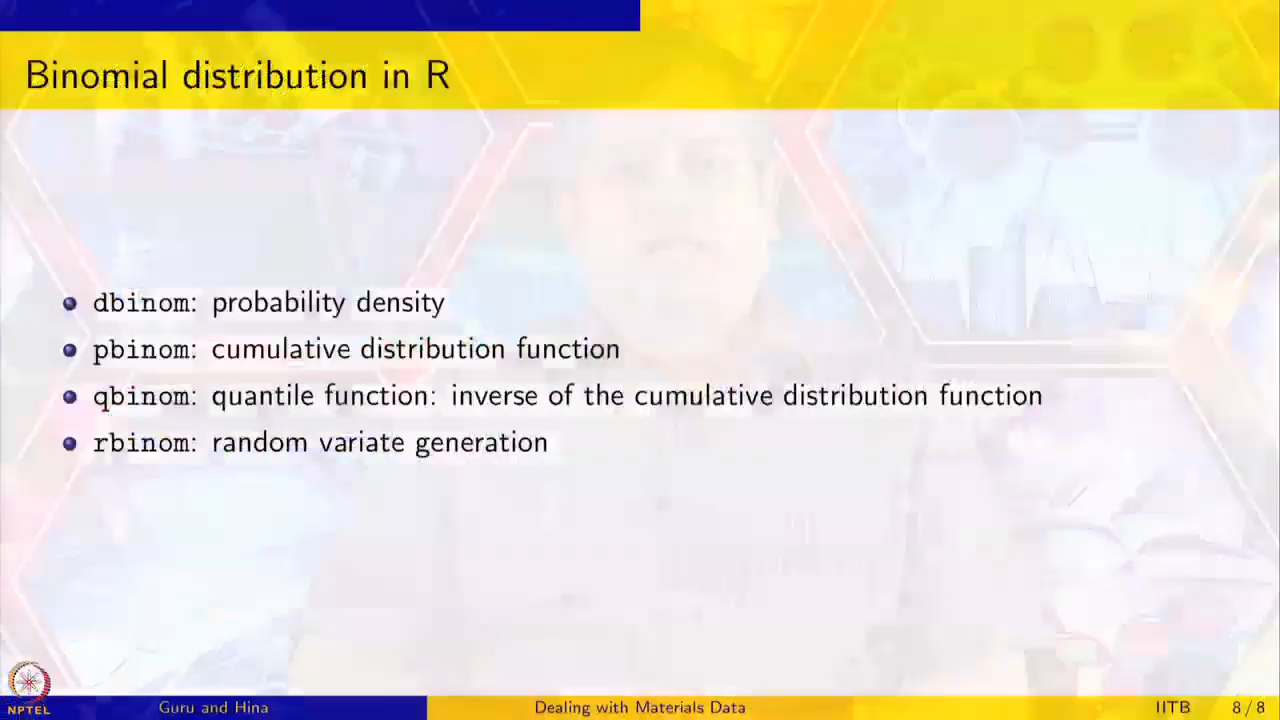 Binomial distribution in R
dbinom: probability density
pbinom: cumulative distribution function
qbinom: quantile function: inverse of the cumulative distribution function
rbinom: random variate generation
NPTEL
Guru and Hina
Dealing with Materials Data
IITB
8 / 8